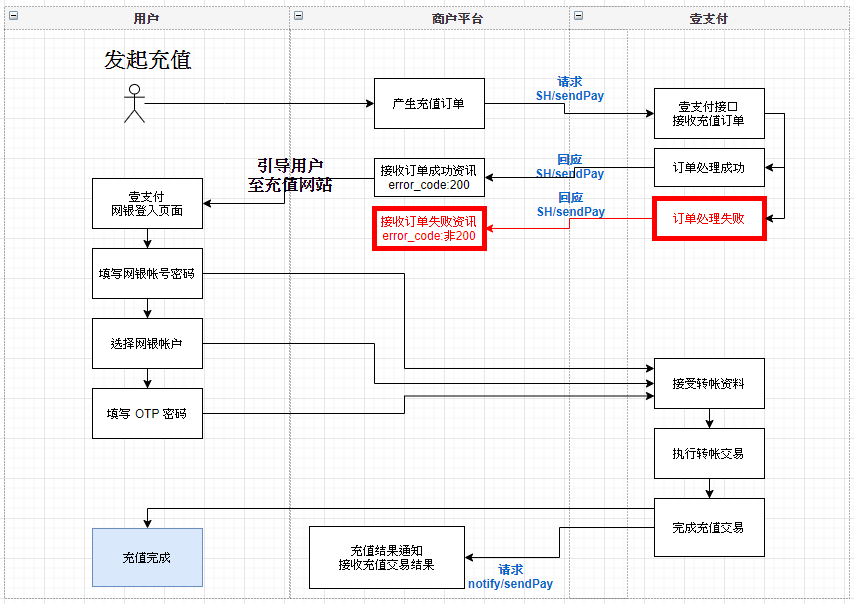 用户
商户平台
壹支付
发起充值
产生充值订单
请求
SH/sendPay
壹支付接口
接收充值订单
引导用户
至充值网站
接收订单成功资讯
error_code:200
回应
SH/sendPay
订单处理成功
壹支付
网银登入页面
接收订单失败资讯
error_code:非200
回应
SH/sendPay
订单处理失败
填写网银帐号密码
选择网银帐户
填写 OTP 密码
接受转帐资料
执行转帐交易
完成充值交易
充值完成
充值结果通知
接收充值交易结果
请求
notify/sendPay